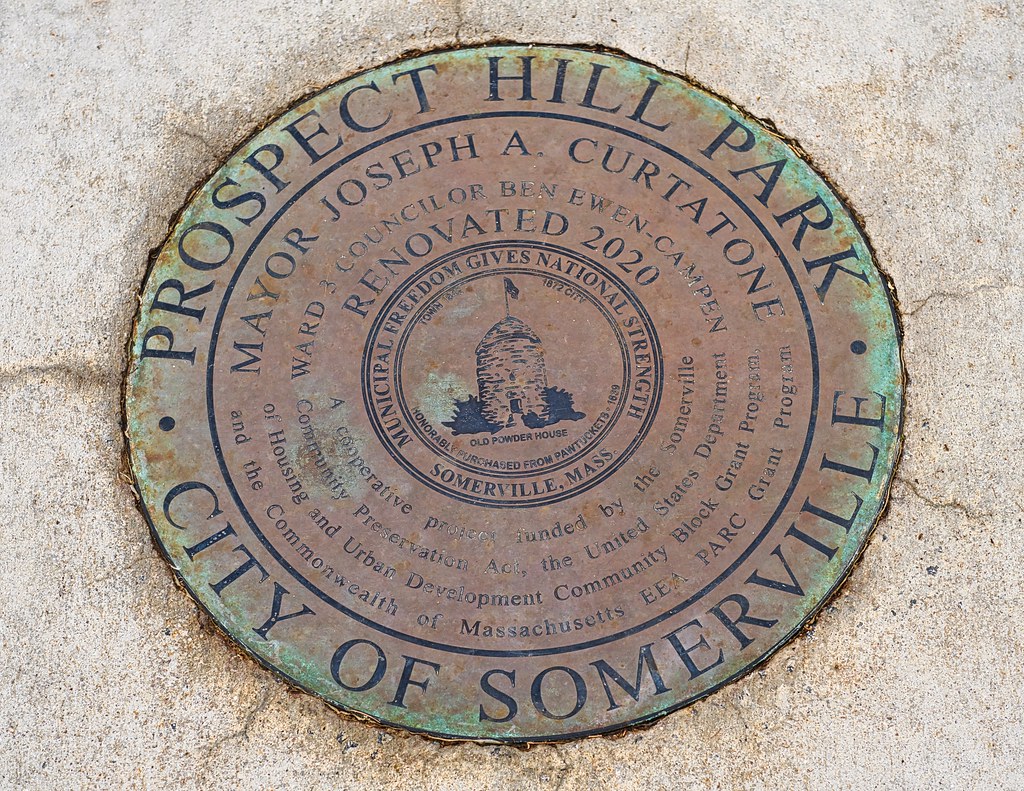 PROSPECT HILL PARK
MAYOR JOSEPH A. CURTATONE
WARD 3 COUNCILOR BEN EWEN-CAMPEN
RENOVATED 2020
MUNICIPAL FREEDOM GIVES NATIONAL STRENGTH
TOWN
1872 CITY
OLD POWDER HOUSE
HONORABLY PURCHASED FROM PAWTUCKETS 1639
SOMERVILLE, MASS
A cooperative project funded by the Somerville
Community Preservation Act, the United States Department
of Housing and Urban Development Community Block Grant Program,
and the Commonwealth of Massachusetts EEA PARC Grant Program
• CITY OF SOMERVILLE •